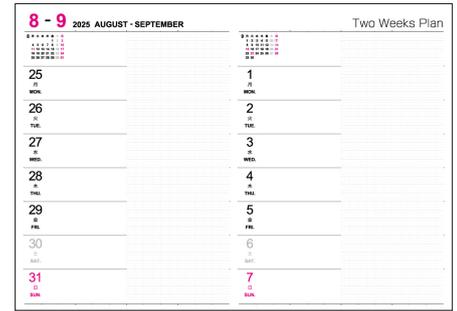 8 - 9 2025 AUGUST - SEPTEMBER
Two Weeks Plan
8
9
25
月
MON.
26
火
TUE.
27
水
WED.
28
木
THU.
29
金
FRI.
30
土
SAT.
31
日
SUN.
1
月
MON.
2
火
TUE.
3
水
WED.
4
木
THU.
5
金
FRI.
6
土
SAT.
7
日
SUN.